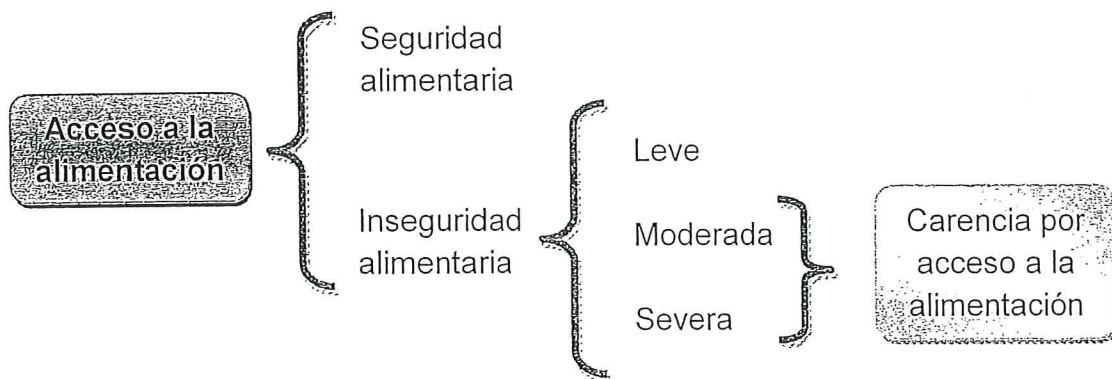 Acceso a la
alimentación
Seguridad
alimentaria
Inseguridad
alimentaria
Leve
Moderada
Severa
Carencia por
acceso a la
alimentación